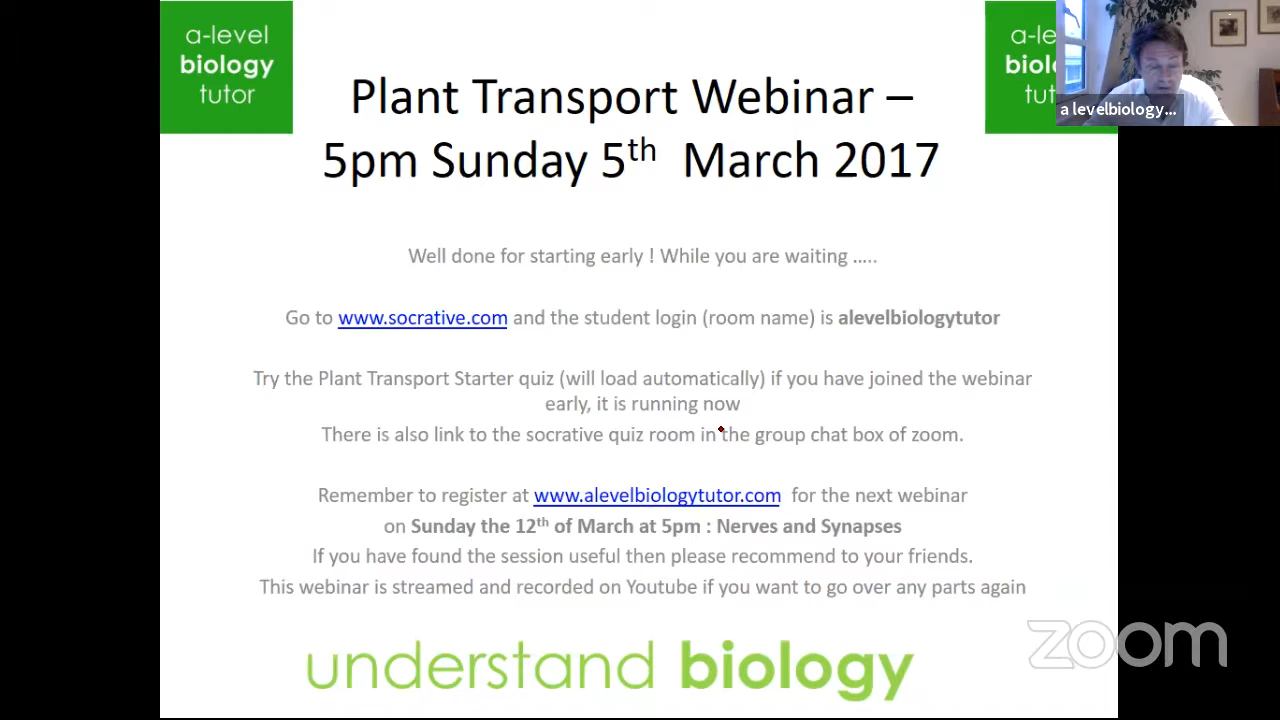 a-level
biology
tutor
Plant Transport Webinar –
5pm Sunday 5th March 2017
a levelbiology...
Well done for starting early ! While you are waiting …..
Go to www.socrative.com and the student login (room name) is alevelbiologytutor
Try the Plant Transport Starter quiz (will load automatically) if you have joined the webinar
early, it is running now
There is also link to the socrative quiz room in the group chat box of zoom.
Remember to register at www.alevelbiologytutor.com for the next webinar
on Sunday the 12th of March at 5pm : Nerves and Synapses
If you have found the session useful then please recommend to your friends.
This webinar is streamed and recorded on Youtube if you want to go over any parts again
zoom
understand biology